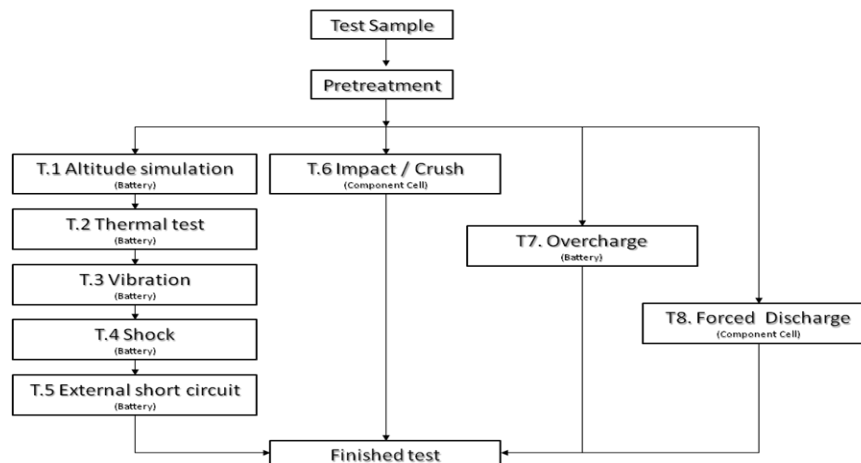 Test Sample
Pretreatment
T.1 Altitude simulation
(Battery)
T.6 Impact / Crush
(Component Cell)
T.2 Thermal test
(Battery)
T7. Overcharge
(Battery)
T.3 Vibration
(Battery)
T.4 Shock
(Battery)
T8. Forced Discharge
(Component Cell)
T.5 External short circuit
(Battery)
Finished test